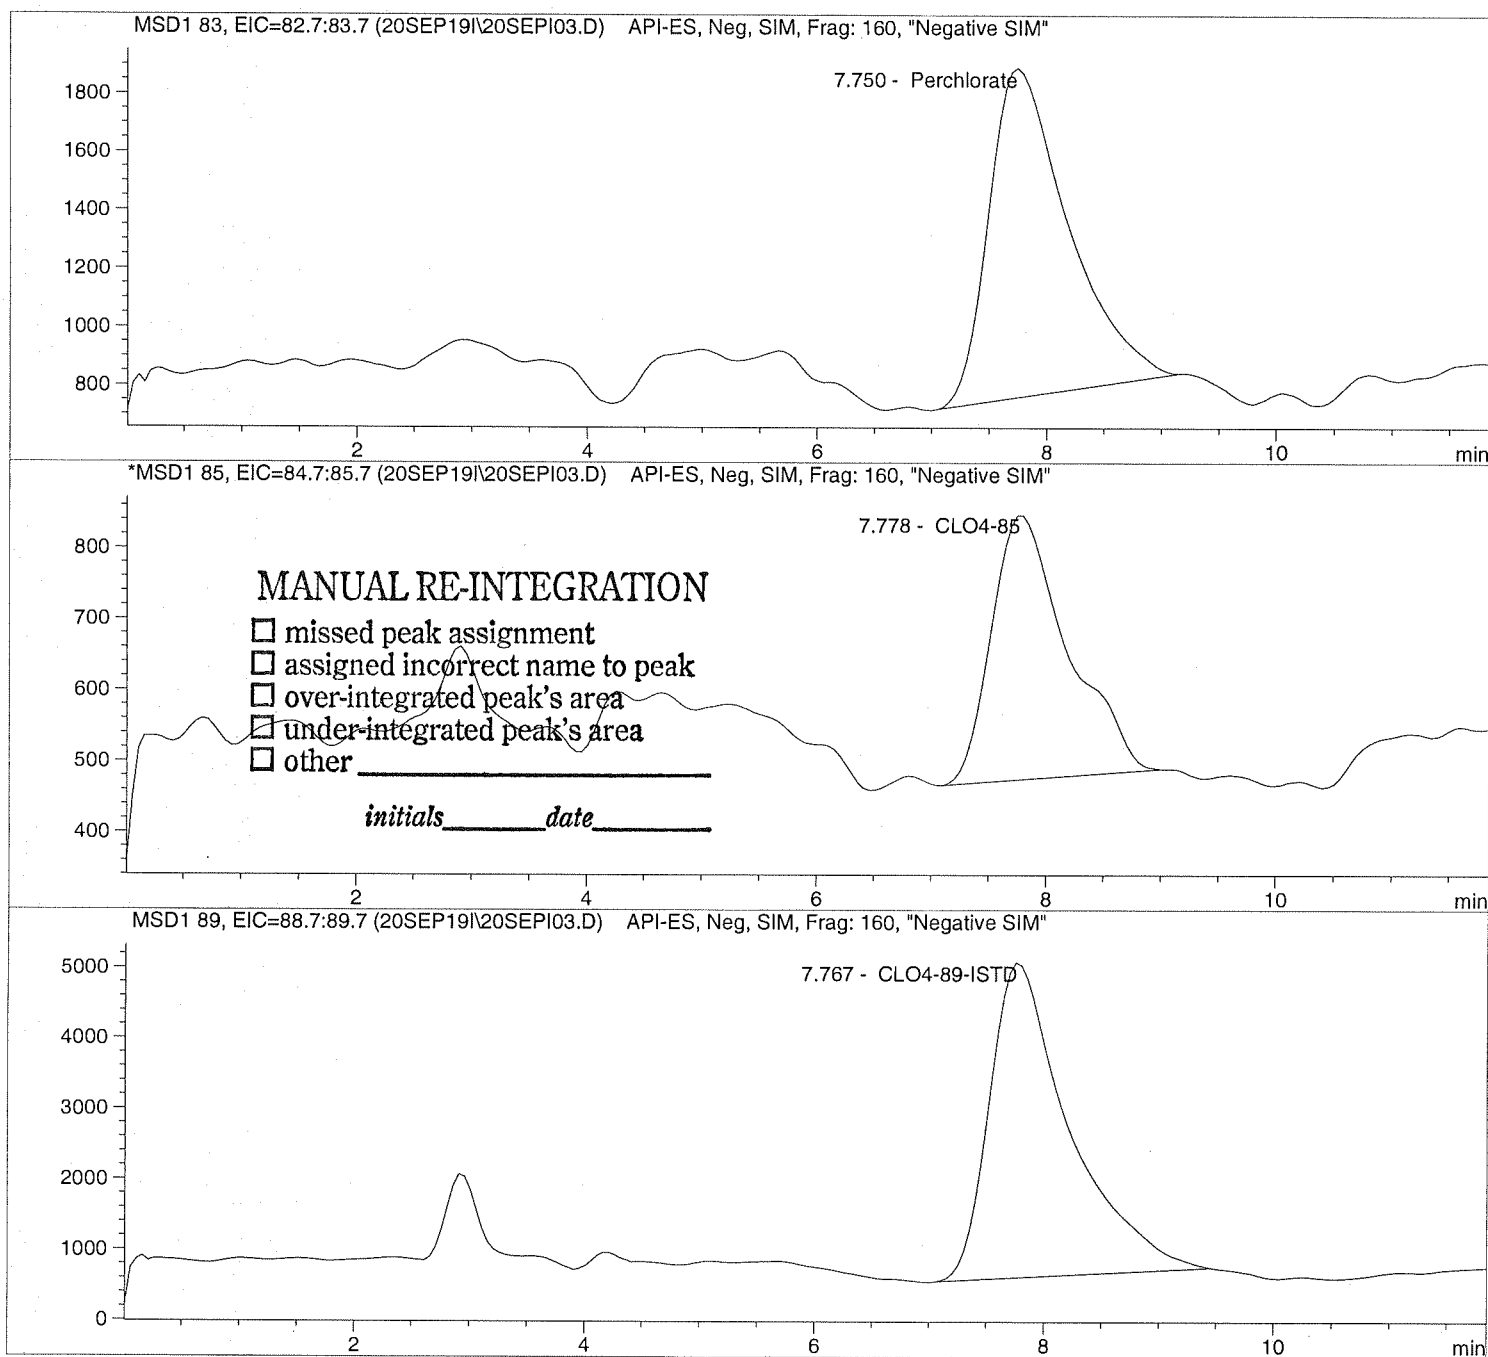 MSD1 83, EIC=82.7:83.7 (20SEP19I\20SEPI03.D) API-ES, Neg, SIM, Frag: 160, "Negative SIM"
7.750 - Perchlorate
1800
1600
1400
1200
1000
800
2 4 6 8 10 min
*MSD1 85, EIC=84.7:85.7 (20SEP19I\20SEPI03.D) API-ES, Neg, SIM, Frag: 160, "Negative SIM"
7.778 - CLO4-85
800
700
600
500
400
MANUAL RE-INTEGRATION
☐ missed peak assignment
☐ assigned incorrect name to peak
☐ over-integrated peak's area
☐ under-integrated peak's area
☐ other
initials date
2 4 6 8 10 min
MSD1 89, EIC=88.7:89.7 (20SEP19I\20SEPI03.D) API-ES, Neg, SIM, Frag: 160, "Negative SIM"
7.767 - CLO4-89-ISTD
5000
4000
3000
2000
1000
0
2 4 6 8 10 min